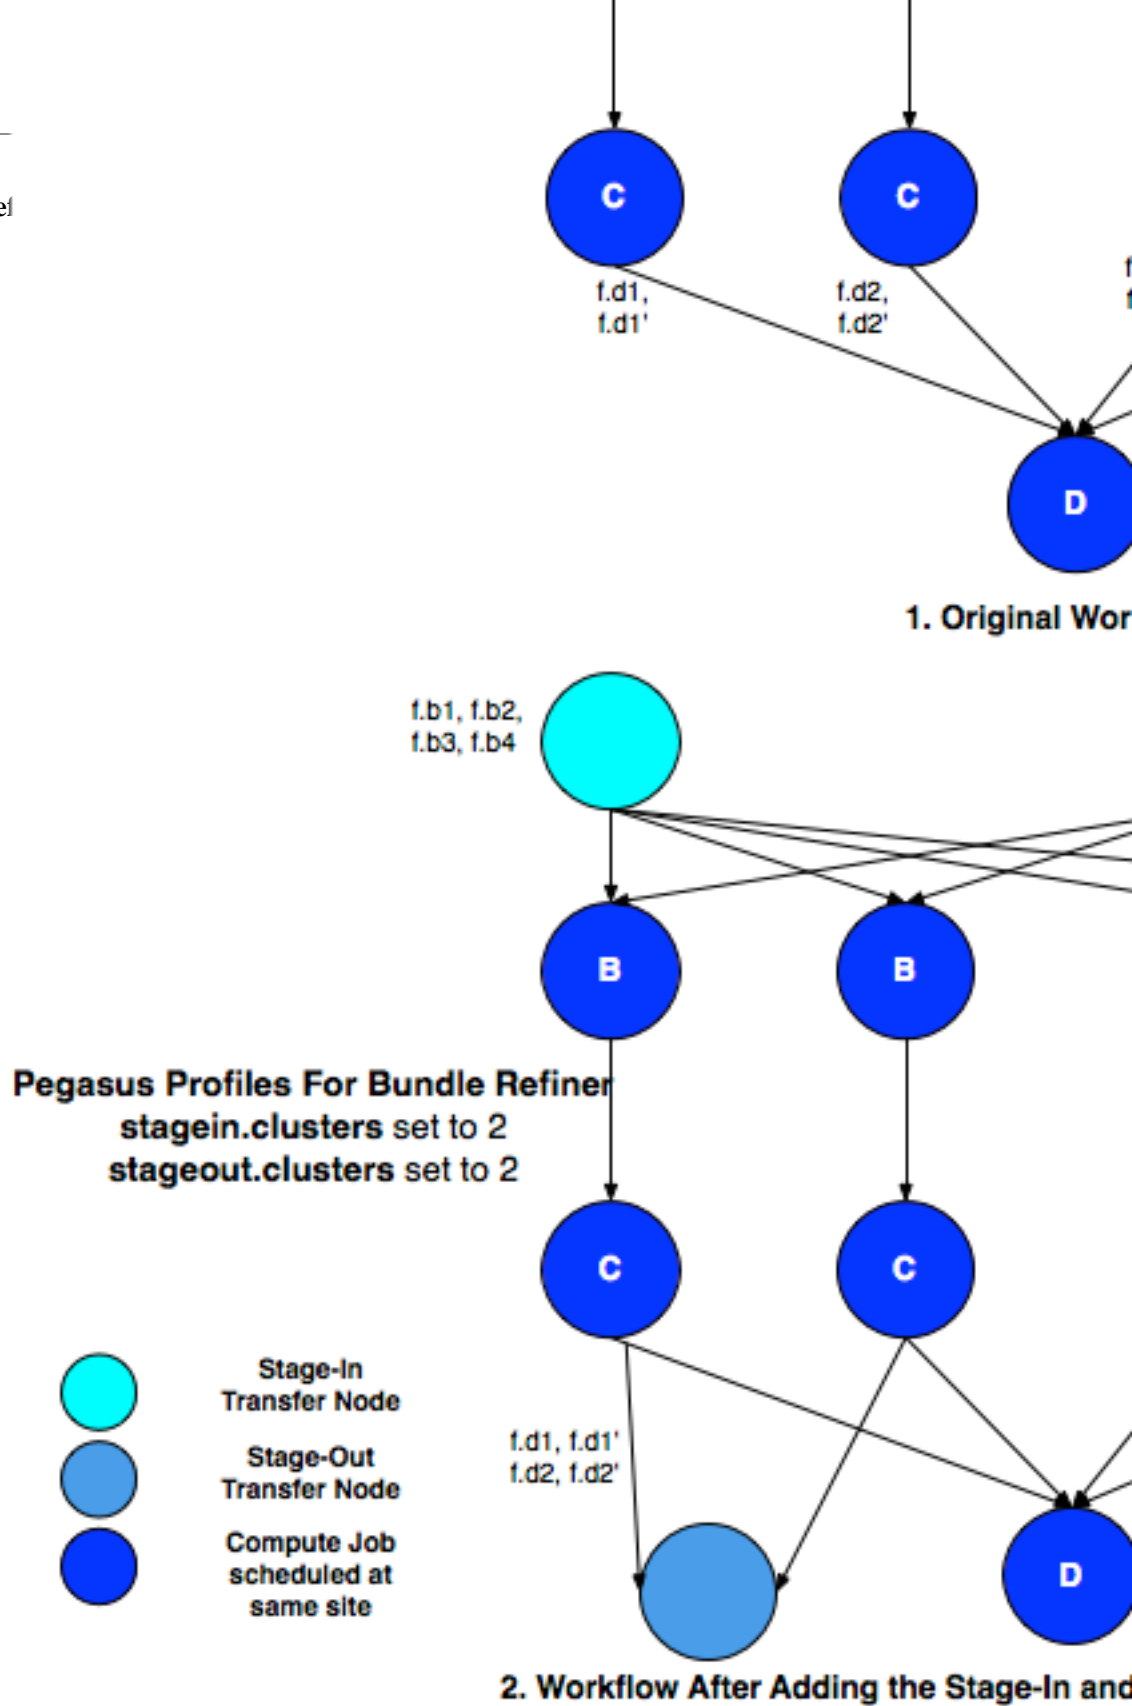 C
C
f.d1,
f.d1'
f.d2,
f.d2'
D
1. Original Wor
f.b1, f.b2,
f.b3, f.b4
B
B
Pegasus Profiles For Bundle Refiner
stagein.clusters set to 2
stageout.clusters set to 2
C
C
Stage-In
Transfer Node
Stage-Out
Transfer Node
Compute Job
scheduled at
same site
f.d1, f.d1'
f.d2, f.d2'
D
2. Workflow After Adding the Stage-In and